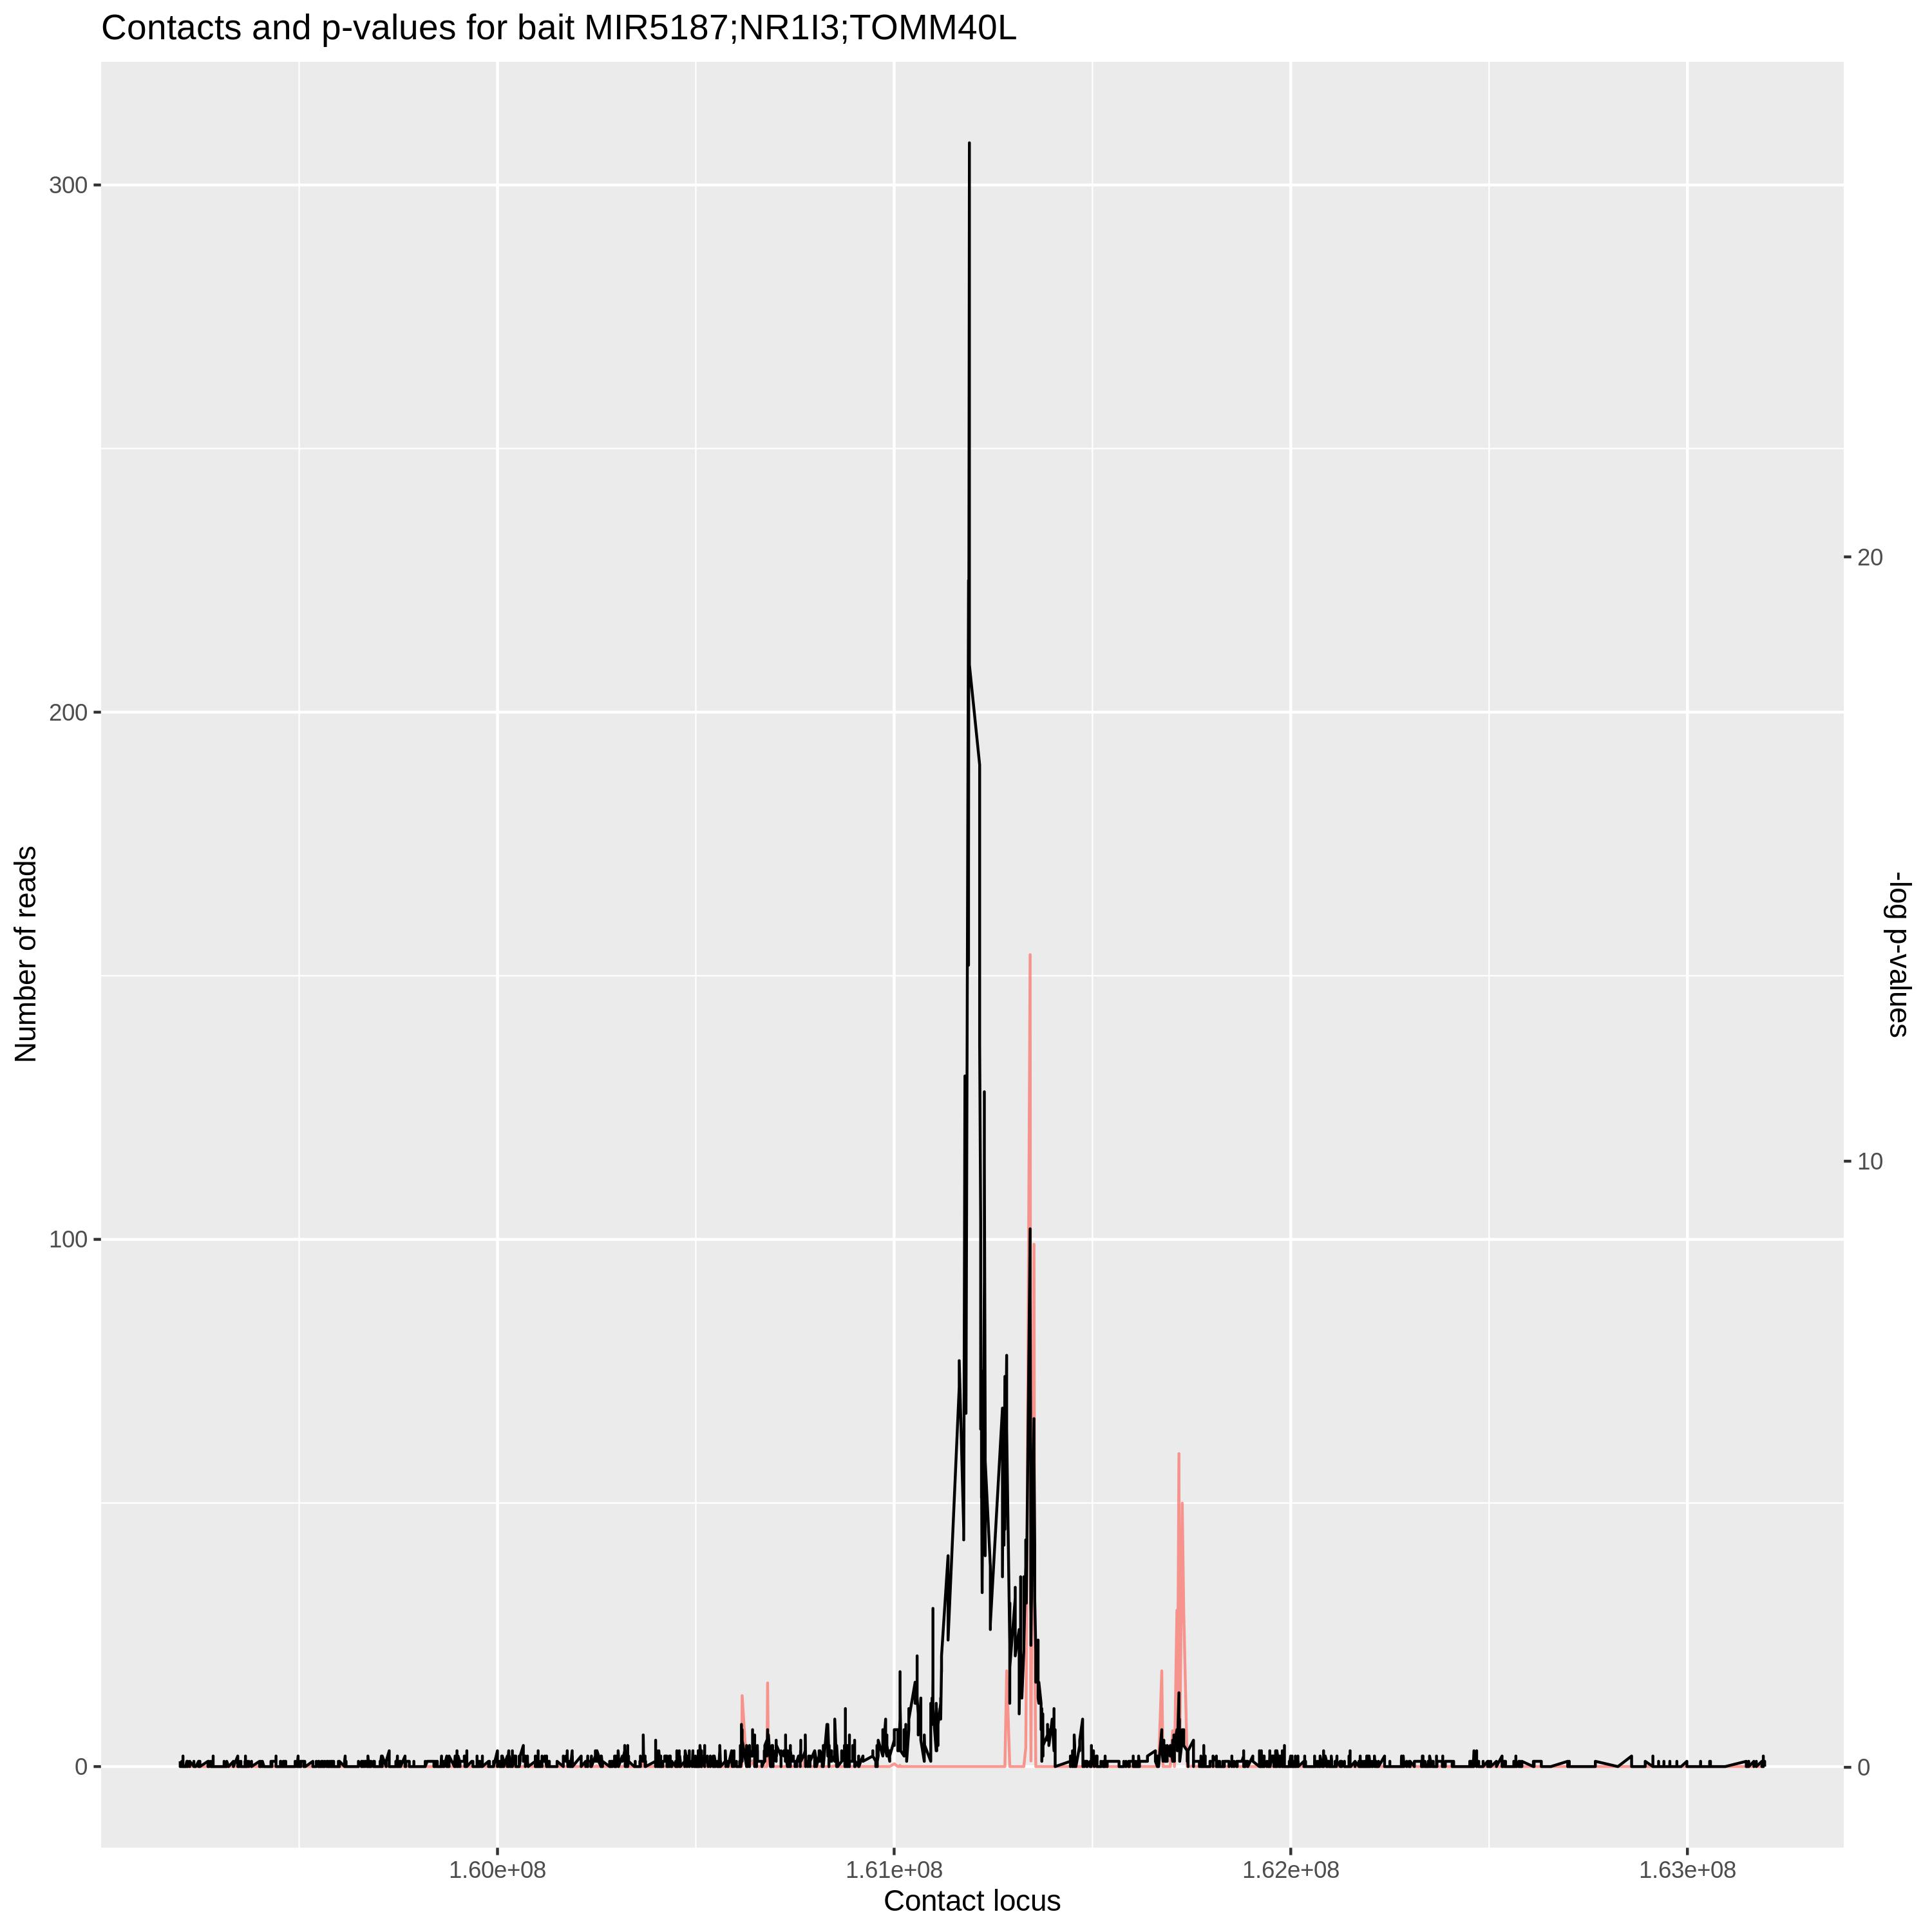 Contacts and p-values for bait MIR5187;NR1I3;TOMM40L
Number of reads
300
200
100
0
20
10
0
-log p-values
1.60e+08
1.61e+08
1.62e+08
1.63e+08
Contact locus